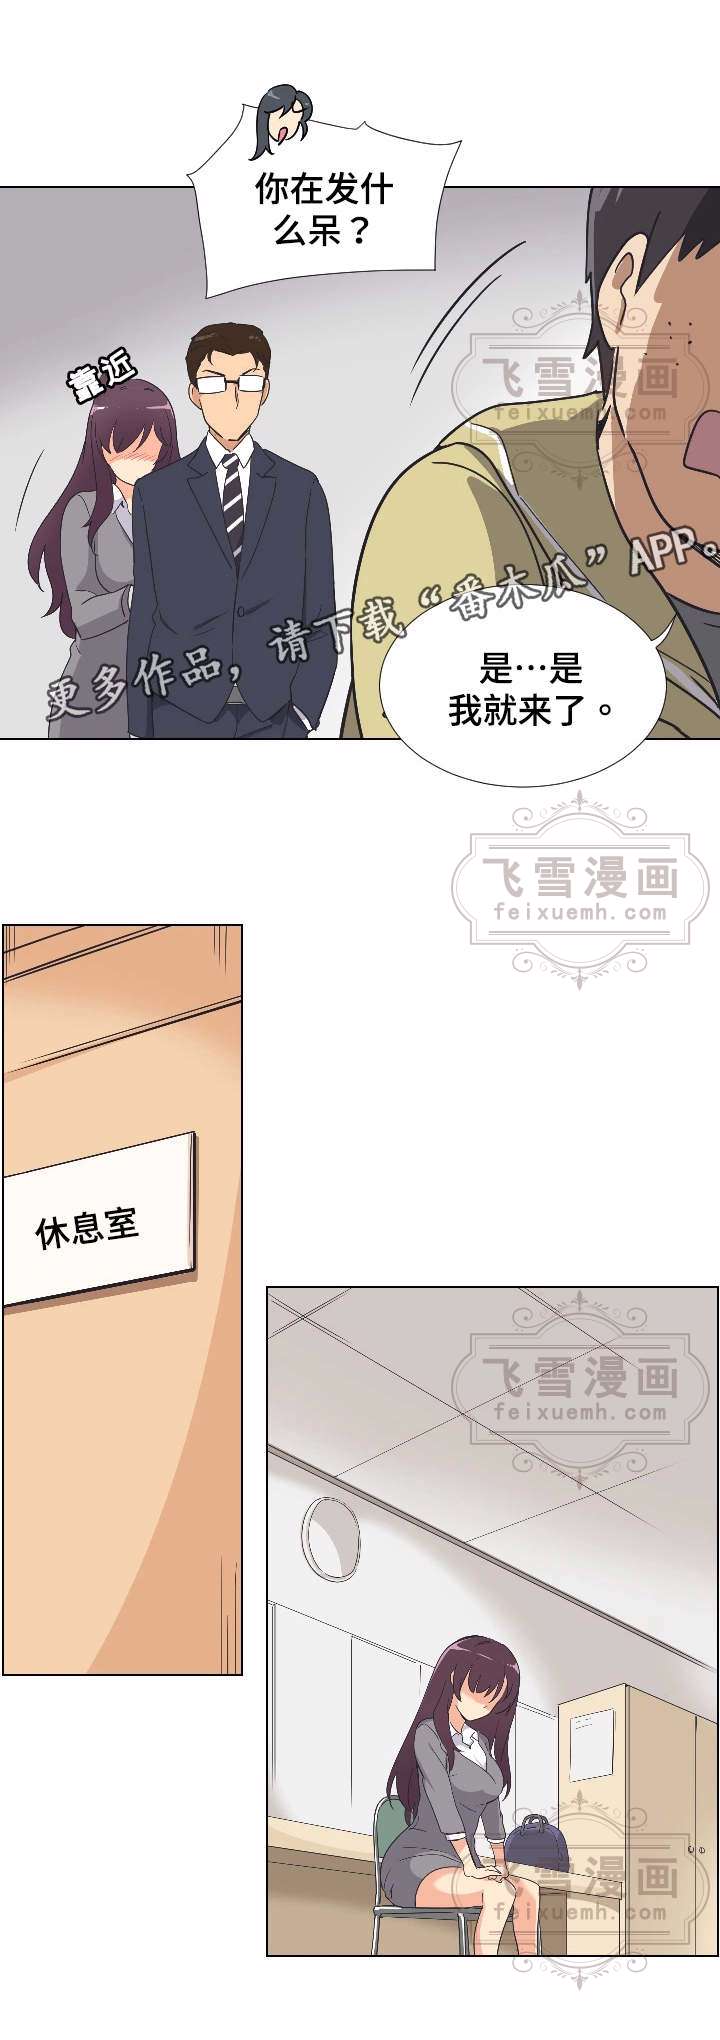 你在发什
么呆？
靠近
飞雪漫画
feixuemh.com
更多作品，请下载“番木瓜”APP。
是…是
我就来了。
飞雪漫画
feixuemh.com
休息室
飞雪漫画
feixuemh.com
飞雪漫画
feixuemh.com